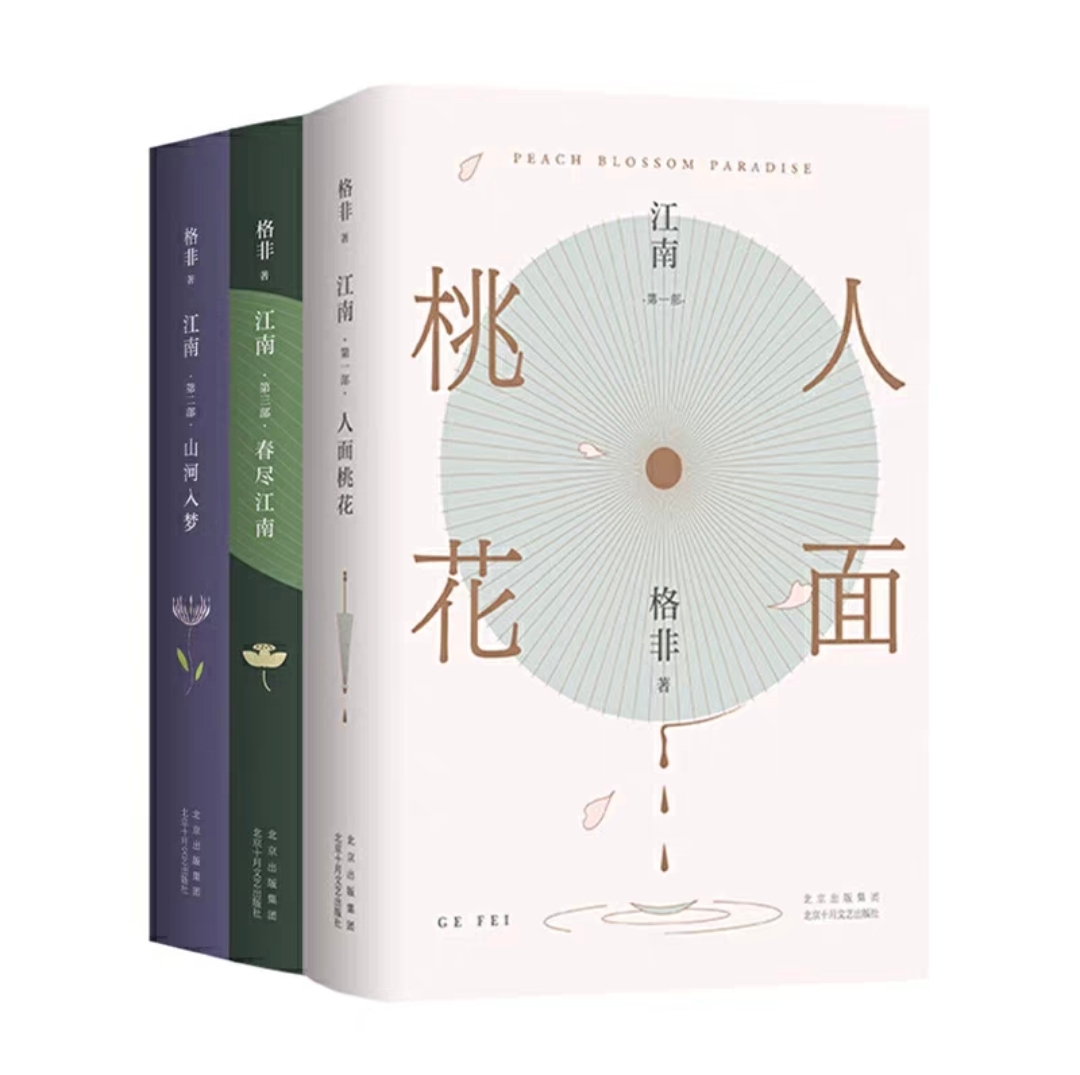 格非 著
江南
·第二部·
山河入梦
北京出版集团
北京十月文艺出版社
格非 著
江南
·第三部·
春尽江南
北京出版集团
北京十月文艺出版社
格非 著
江南
·第一部·
人面桃花
北京出版集团
北京十月文艺出版社
PEACH BLOSSOM PARADISE
江南
·第一部·
人面
桃花
格非
著
GE FEI
北京出版集团
北京十月文艺出版社